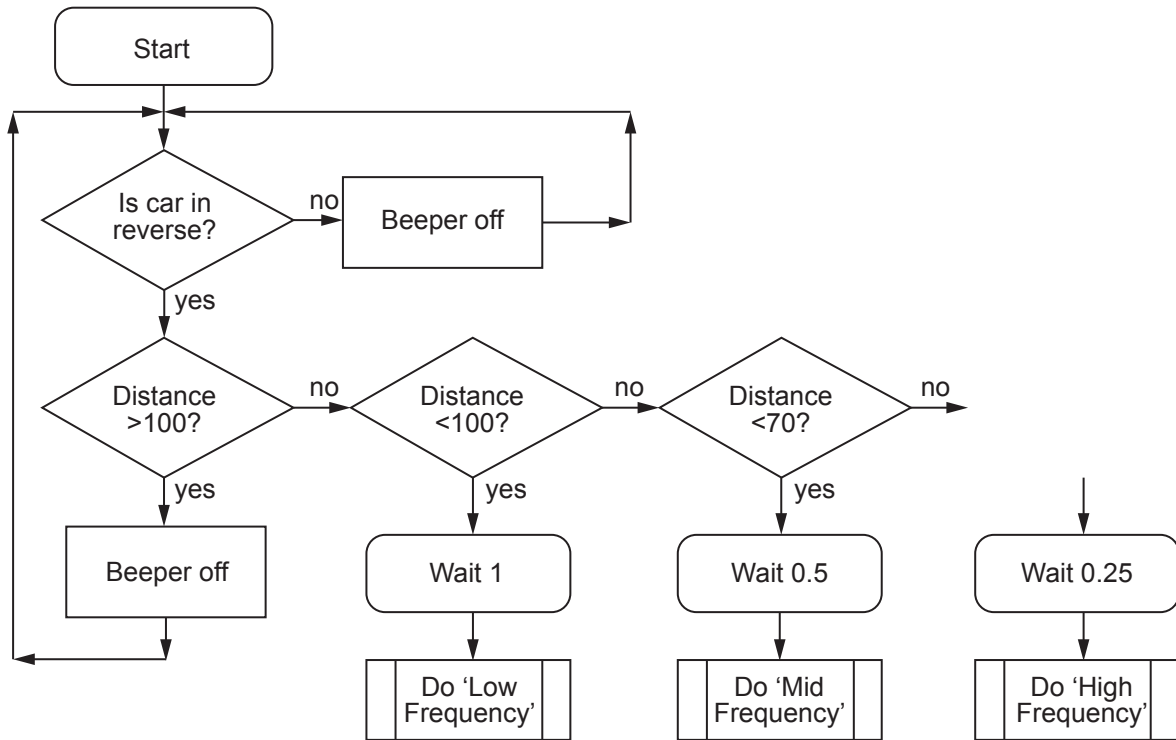 Start
Is car in
reverse?
no
Beeper off
yes
Distance
>100?
no
Distance
<100?
no
Distance
<70?
no
yes
yes
yes
Beeper off
Wait 1
Wait 0.5
Wait 0.25
Do ‘Low
Frequency’
Do ‘Mid
Frequency’
Do ‘High
Frequency’